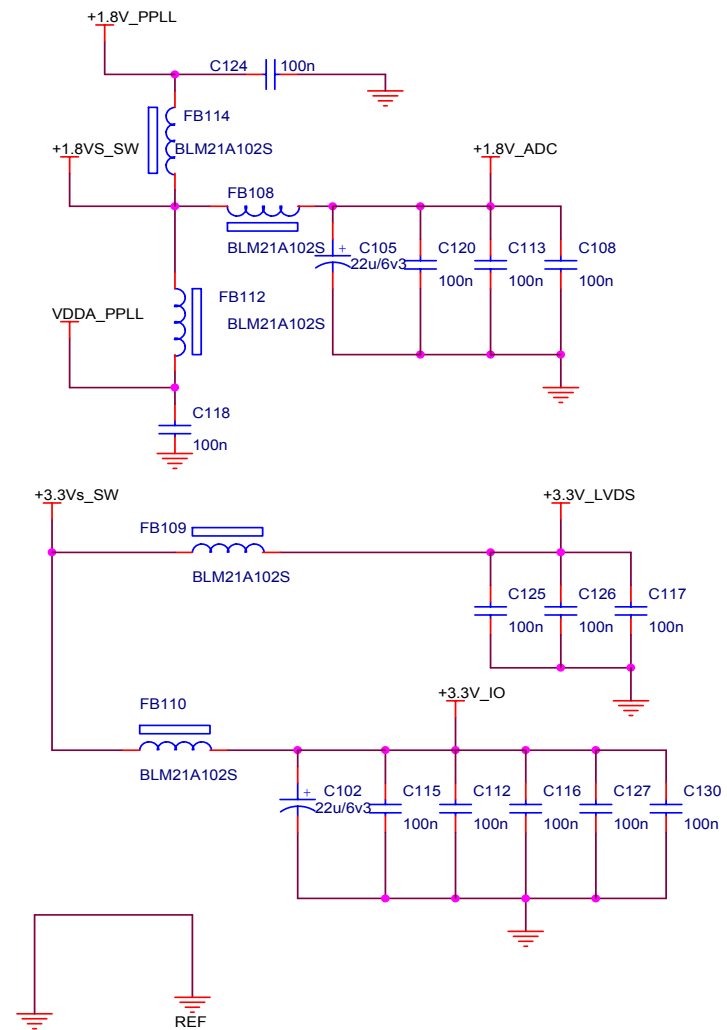 +1.8V_PPLL
C124
100n
FB114
BLM21A102S
+1.8VS_SW
+1.8V_ADC
FB108
BLM21A102S
C105
22u/6v3
C120
100n
C113
100n
C108
100n
FB112
BLM21A102S
VDDA_PPLL
C118
100n
+3.3Vs_SW
+3.3V_LVDS
FB109
BLM21A102S
C125
100n
C126
100n
C117
100n
+3.3V_IO
FB110
BLM21A102S
C102
22u/6v3
C115
100n
C112
100n
C116
100n
C127
100n
C130
100n
REF